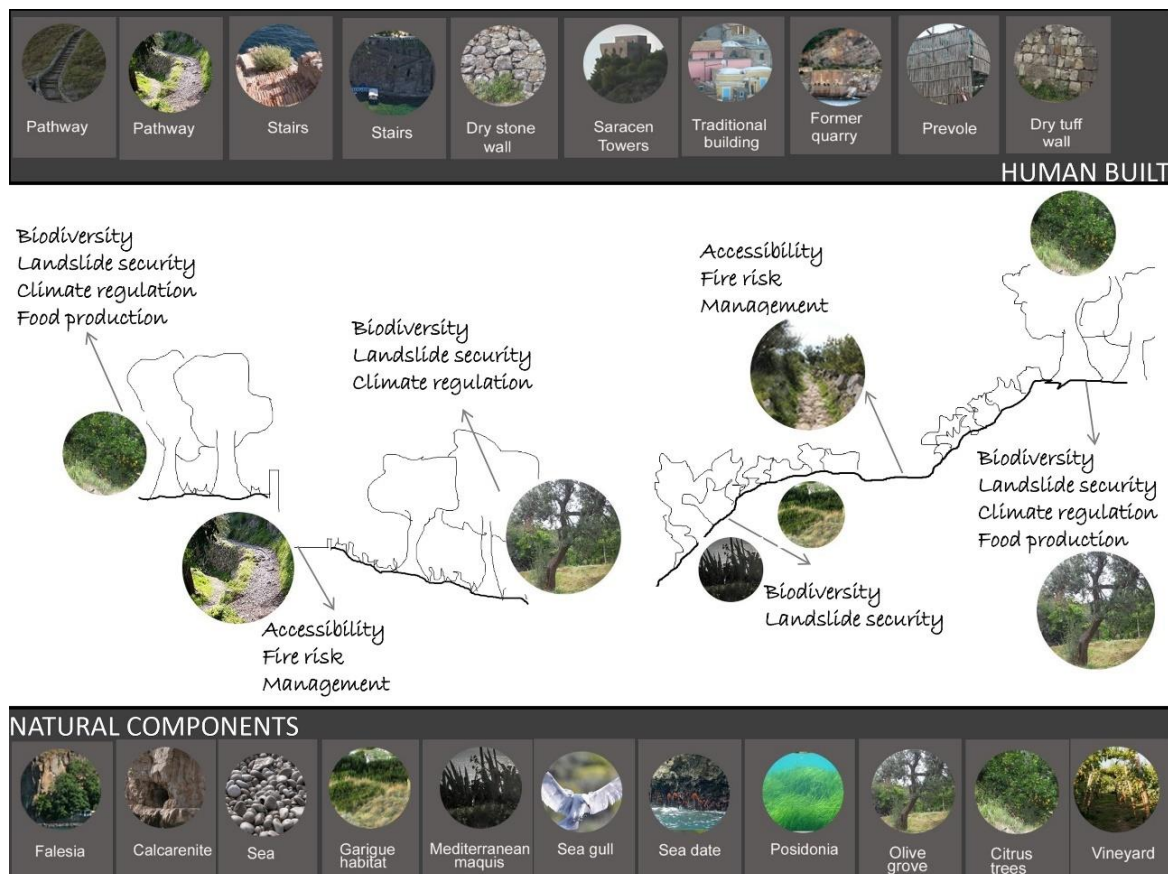 Pathway
Pathway
Stairs
Stairs
Dry stone
wall
Saracen
Towers
Traditional
building
Former
quarry
Prevole
Dry tuff
wall
HUMAN BUILT
Biodiversity
Landslide security
Climate regulation
Food production
Biodiversity
Landslide security
Climate regulation
Accessibility
Fire risk
Management
Biodiversity
Landslide security
Climate regulation
Food production
Biodiversity
Landslide security
Accessibility
Fire risk
Management
NATURAL COMPONENTS
Falesia
Calcarenite
Sea
Garigue
habitat
Mediterranean
maquis
Sea gull
Sea date
Posidonia
Olive
grove
Citrus
trees
Vineyard